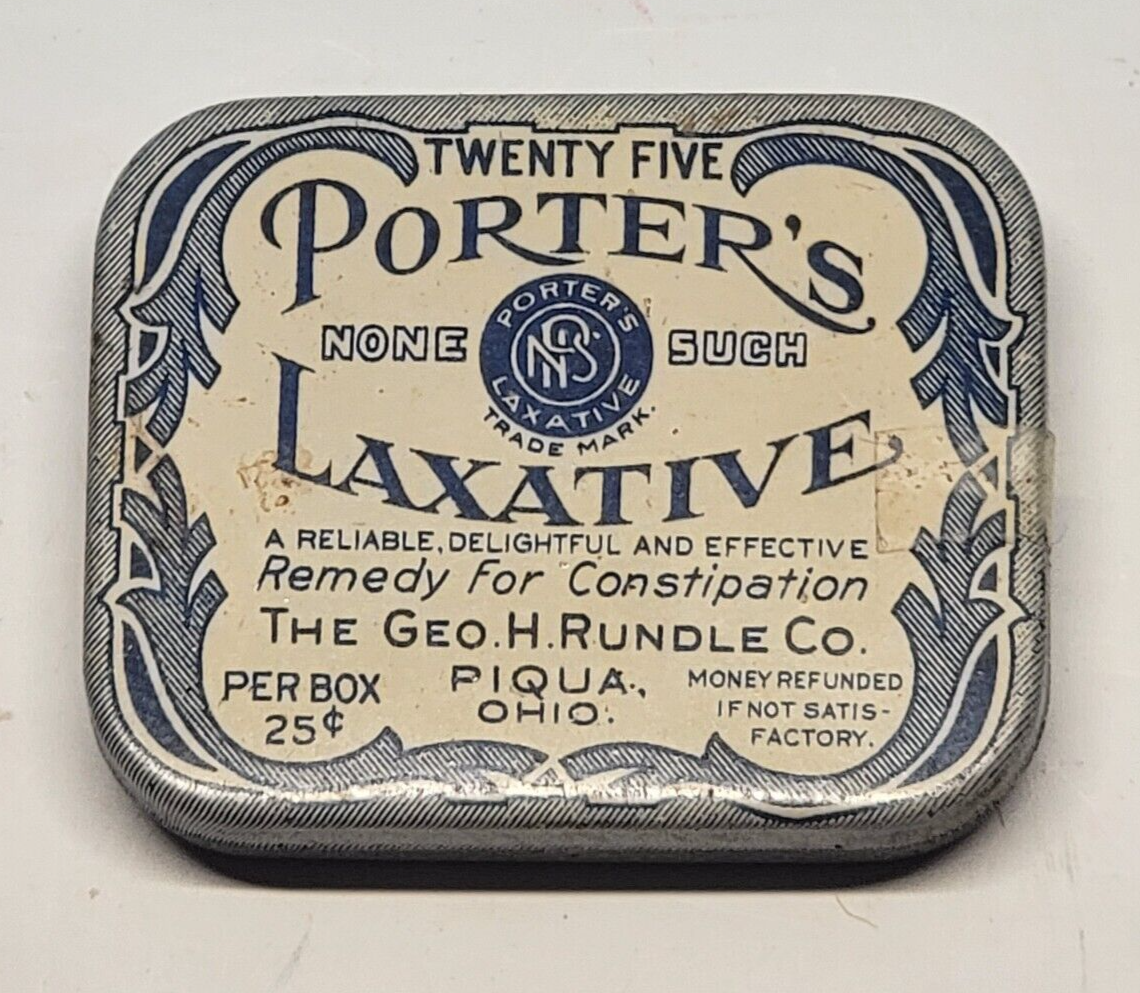 TWENTY FIVE
PORTER'S
NONE SUCH
PORTER'S
NPS
LAXATIVE
TRADE MARK.
LAXATIVE,
A RELIABLE, DELIGHTFUL AND EFFECTIVE
Remedy For Constipation
THE GEO. H. RUNDLE CO.
PIQUA.,
OHIO.
PER BOX
25¢
MONEY REFUNDED
IF NOT SATIS-
FACTORY.